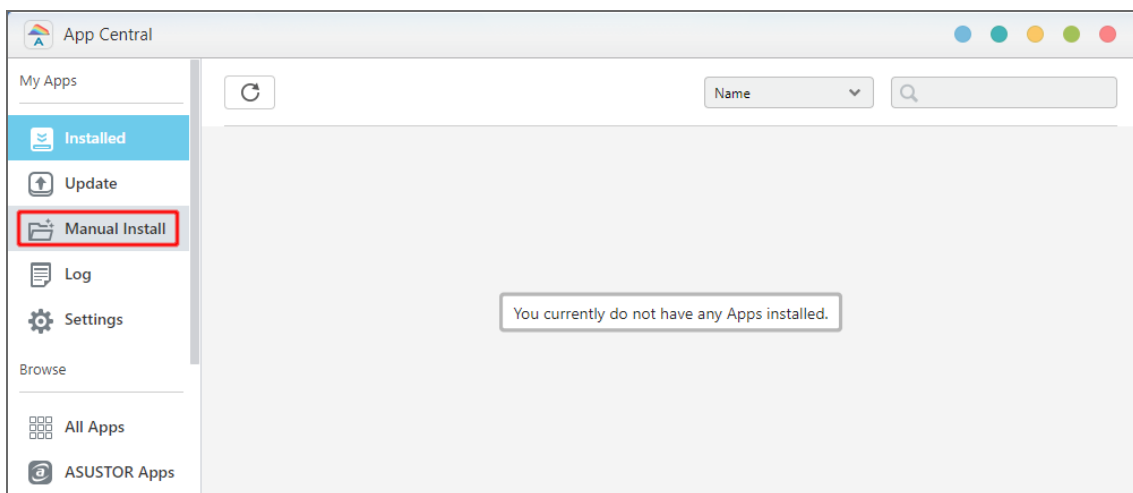 App Central
My Apps
Name
Installed
Update
Manual Install
Log
You currently do not have any Apps installed.
Settings
Browse
All Apps
ASUSTOR Apps